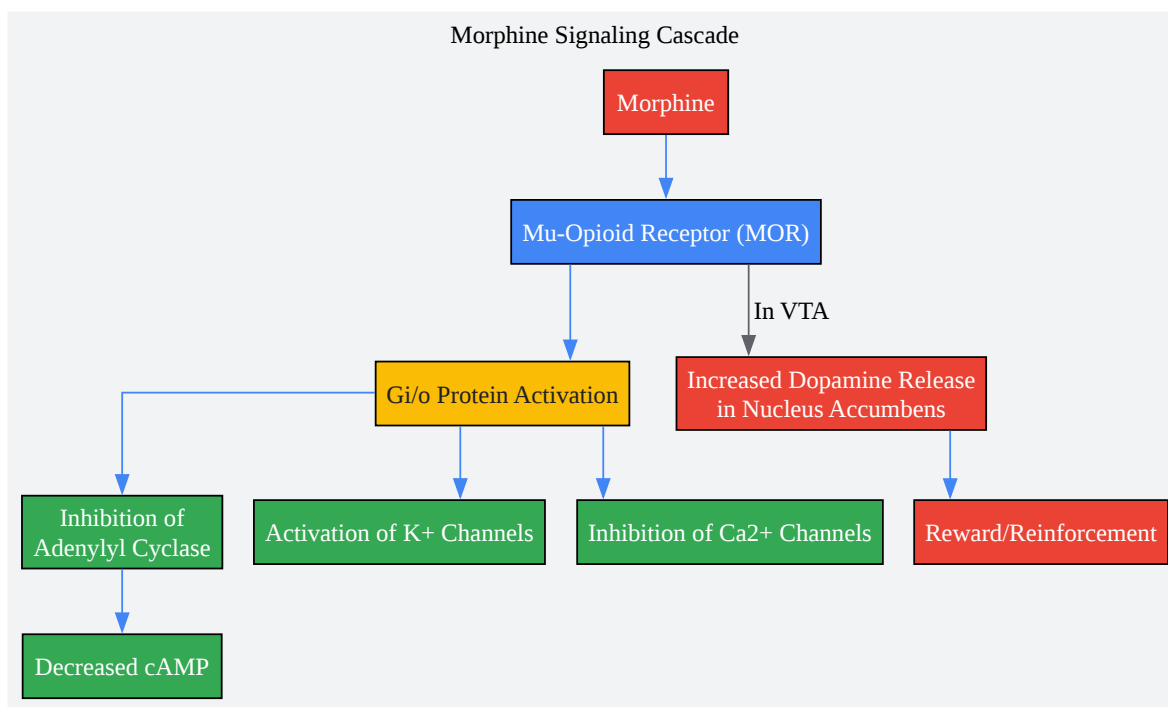 Morphine Signaling Cascade
Morphine
Mu-Opioid Receptor (MOR)
In VTA
Gi/o Protein Activation
Increased Dopamine Release
in Nucleus Accumbens
Inhibition of
Adenylyl Cyclase
Activation of K+ Channels
Inhibition of Ca2+ Channels
Reward/Reinforcement
Decreased cAMP